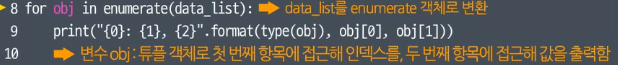 8 for obj in enumerate(data_list): ➡ data_list를 enumerate 객체로 변환
9 print("{0}: {1}, {2}".format(type(obj), obj[0], obj[1]))
10 ➡ 변수 obj : 튜플 객체로 첫 번째 항목에 접근해 인덱스를, 두 번째 항목에 접근해 값을 출력함